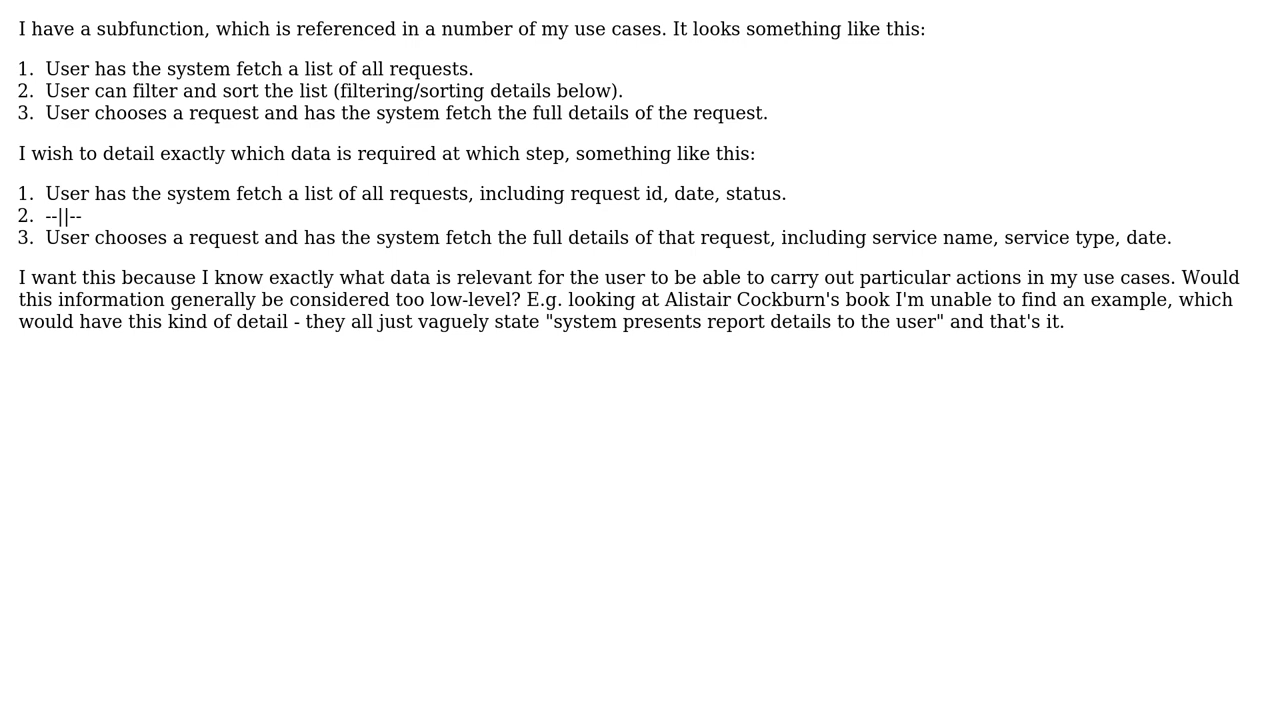 I have a subfunction, which is referenced in a number of my use cases. It looks something like this:
1. User has the system fetch a list of all requests.
2. User can filter and sort the list (filtering/sorting details below).
3. User chooses a request and has the system fetch the full details of the request.
I wish to detail exactly which data is required at which step, something like this:
1. User has the system fetch a list of all requests, including request id, date, status.
2. --||--
3. User chooses a request and has the system fetch the full details of that request, including service name, service type, date.
I want this because I know exactly what data is relevant for the user to be able to carry out particular actions in my use cases. Would
this information generally be considered too low-level? E.g. looking at Alistair Cockburn's book I'm unable to find an example, which
would have this kind of detail - they all just vaguely state "system presents report details to the user" and that's it.